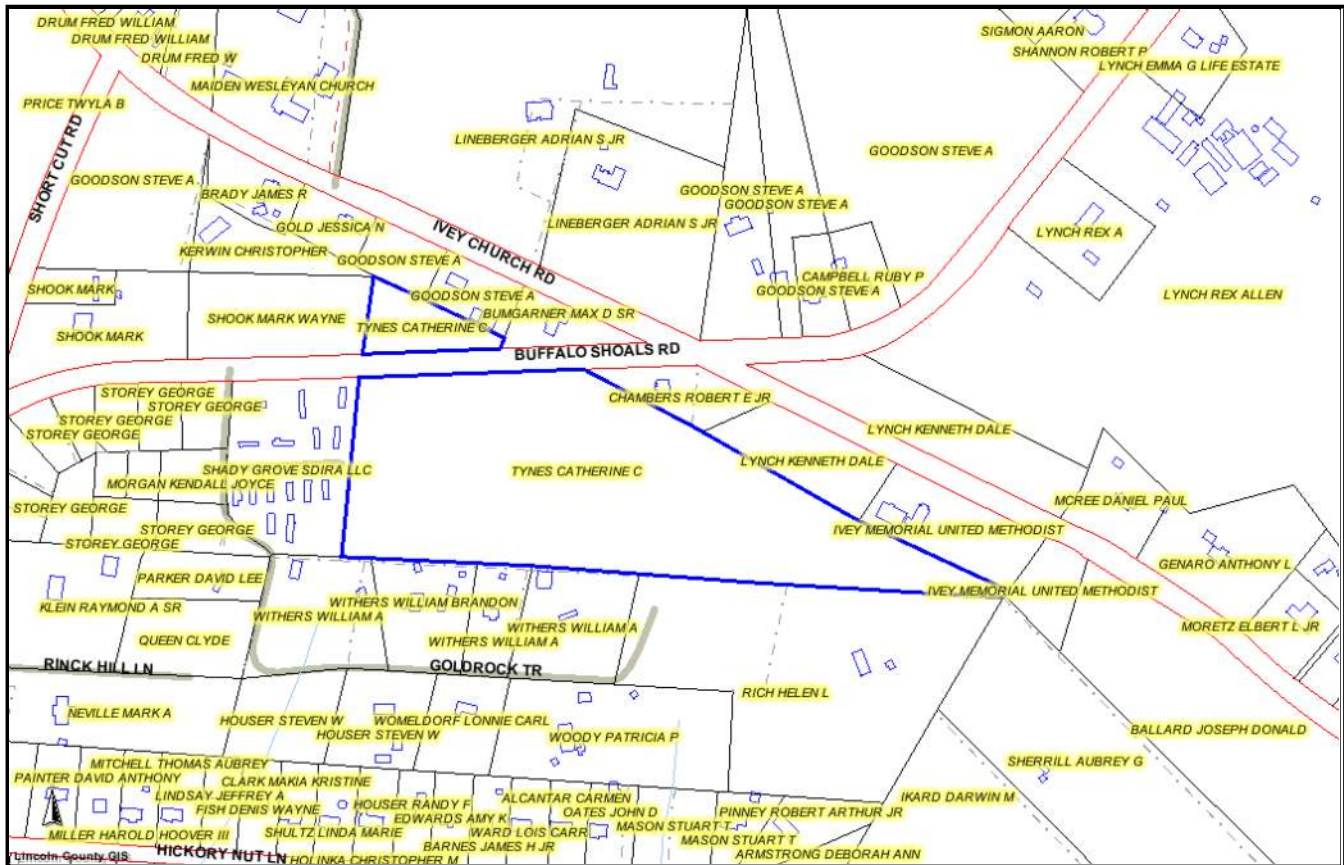 DRUM FRED WILLIAM
DRUM FRED WILLIAM
DRUM FRED W
MAIDEN WESLEYAN CHURCH
PRICE TWYLA B
SHORT CUT RD
GOODSON STEVE A
BRADY JAMES R
GOLD JESSICA N
KERWIN CHRISTOPHER
GOODSON STEVE A
IVEY CHURCH RD
LINEBERGER ADRIAN S JR
LINEBERGER ADRIAN S JR
GOODSON STEVE A
GOODSON STEVE A
GOODSON STEVE A
SIGMON AARON
SHANNON ROBERT P
LYNCH EMMA G LIFE ESTATE
LYNCH REX A
LYNCH REX ALLEN
CAMPBELL RUBY P
GOODSON STEVE A
SHOOK MARK
SHOOK MARK
SHOOK MARK WAYNE
GOODSON STEVE A
TYNES CATHERINE C
BUMGARNER MAX D SR
BUFFALO SHOALS RD
STOREY GEORGE
STOREY GEORGE
STOREY GEORGE
STOREY GEORGE
SHADY GROVE SDIRA LLC
MORGAN KENDALL JOYCE
STOREY GEORGE
STOREY GEORGE
STOREY GEORGE
TYNES CATHERINE C
CHAMBERS ROBERT E JR
LYNCH KENNETH DALE
LYNCH KENNETH DALE
MCREE DANIEL PAUL
IVEY MEMORIAL UNITED METHODIST
IVEY MEMORIAL UNITED METHODIST
GENARO ANTHONY L
MORETZ ELBERT L JR
PARKER DAVID LEE
KLEIN RAYMOND A SR
QUEEN CLYDE
WITHERS WILLIAM BRANDON
WITHERS WILLIAM A
WITHERS WILLIAM A
WITHERS WILLIAM A
RINCK HILL LN
GOLDROCK TR
RICH HELEN L
NEVILLE MARK A
HOUSER STEVEN W
HOUSER STEVEN W
WOMELDORF LONNIE CARL
WOODY PATRICIA P
BALLARD JOSEPH DONALD
SHERRILL AUBREY G
IKARD DARWIN M
MITCHELL THOMAS AUBREY
PAINTER DAVID ANTHONY
CLARK MAKIA KRISTINE
LINDSAY JEFFREY A
FISH DENIS WAYNE
HOUSER RANDY F
EDWARDS AMY K
ALCANTAR CARMEN
OATES JOHN D
PINNEY ROBERT ARTHUR JR
MILLER HAROLD HOOVER III
SHULTZ LINDA MARIE
WARD LOIS CARR
MASON STUART T
MASON STUART T
BARNES JAMES H JR
ARMSTRONG DEBORAH ANN
Lincoln County GIS
HICKORY NUT LN
HOLINKA CHRISTOPHER M